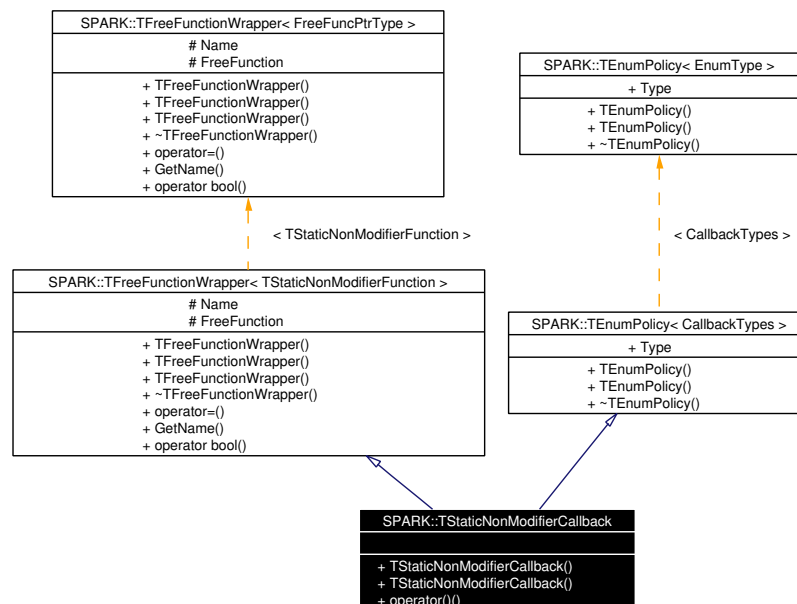 SPARK::TFreeFunctionWrapper< FreeFuncPtrType >
# Name
# FreeFunction
+ TFreeFunctionWrapper()
+ TFreeFunctionWrapper()
+ TFreeFunctionWrapper()
+ ~TFreeFunctionWrapper()
+ operator=()
+ GetName()
+ operator bool()
SPARK::TEnumPolicy< EnumType >
+ Type
+ TEnumPolicy()
+ TEnumPolicy()
+ ~TEnumPolicy()
< TStaticNonModifierFunction >
< CallbackTypes >
SPARK::TFreeFunctionWrapper< TStaticNonModifierFunction >
# Name
# FreeFunction
+ TFreeFunctionWrapper()
+ TFreeFunctionWrapper()
+ TFreeFunctionWrapper()
+ ~TFreeFunctionWrapper()
+ operator=()
+ GetName()
+ operator bool()
SPARK::TEnumPolicy< CallbackTypes >
+ Type
+ TEnumPolicy()
+ TEnumPolicy()
+ ~TEnumPolicy()
SPARK::TStaticNonModifierCallback
+ TStaticNonModifierCallback()
+ TStaticNonModifierCallback()
+ operator()()